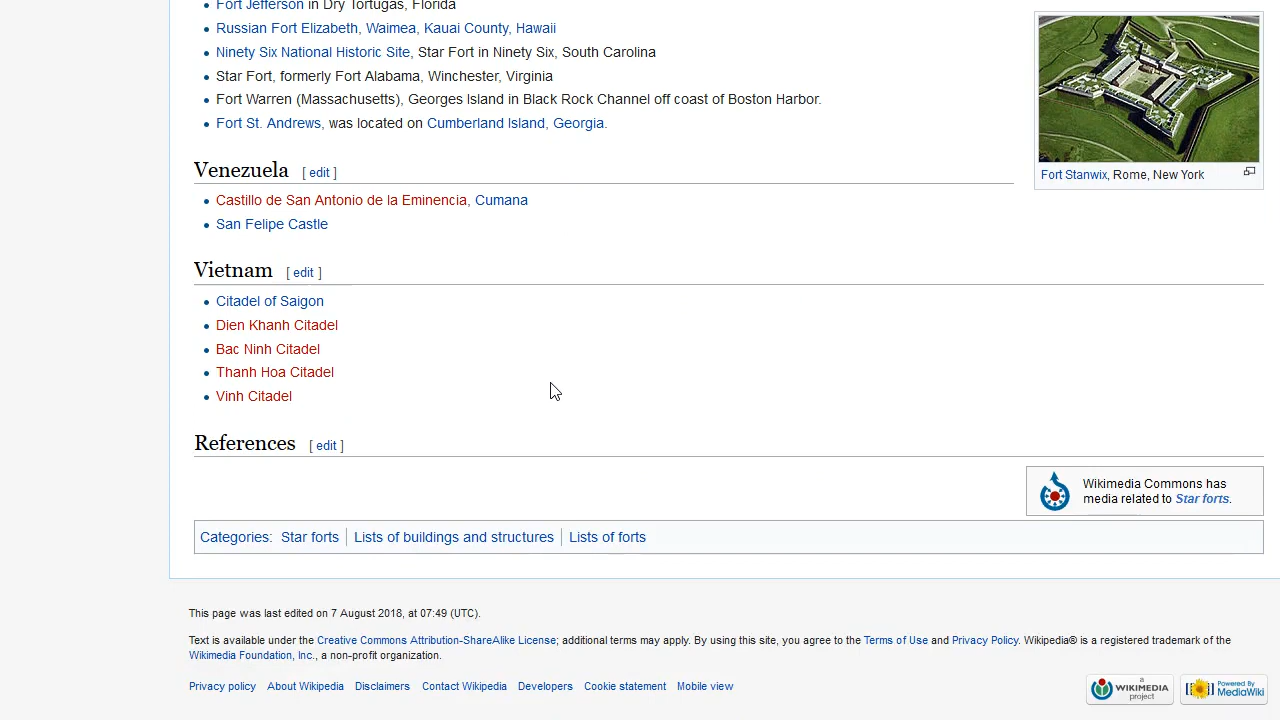 Fort Jefferson in Dry Tortugas, Florida
Russian Fort Elizabeth, Waimea, Kauai County, Hawaii
Ninety Six National Historic Site, Star Fort in Ninety Six, South Carolina
Star Fort, formerly Fort Alabama, Winchester, Virginia
Fort Warren (Massachusetts), Georges Island in Black Rock Channel off coast of Boston Harbor.
Fort St. Andrews, was located on Cumberland Island, Georgia.
Fort Stanwix, Rome, New York
Venezuela [ edit ]
Castillo de San Antonio de la Eminencia, Cumana
San Felipe Castle
Vietnam [ edit ]
Citadel of Saigon
Dien Khanh Citadel
Bac Ninh Citadel
Thanh Hoa Citadel
Vinh Citadel
References [ edit ]
Wikimedia Commons has
media related to Star forts.
Categories: Star forts | Lists of buildings and structures | Lists of forts
This page was last edited on 7 August 2018, at 07:49 (UTC).
Text is available under the Creative Commons Attribution-ShareAlike License; additional terms may apply. By using this site, you agree to the Terms of Use and Privacy Policy. Wikipedia® is a registered trademark of the
Wikimedia Foundation, Inc., a non-profit organization.
Privacy policy About Wikipedia Disclaimers Contact Wikipedia Developers Cookie statement Mobile view
a
WIKIMEDIA
project
Powered By
MediaWiki